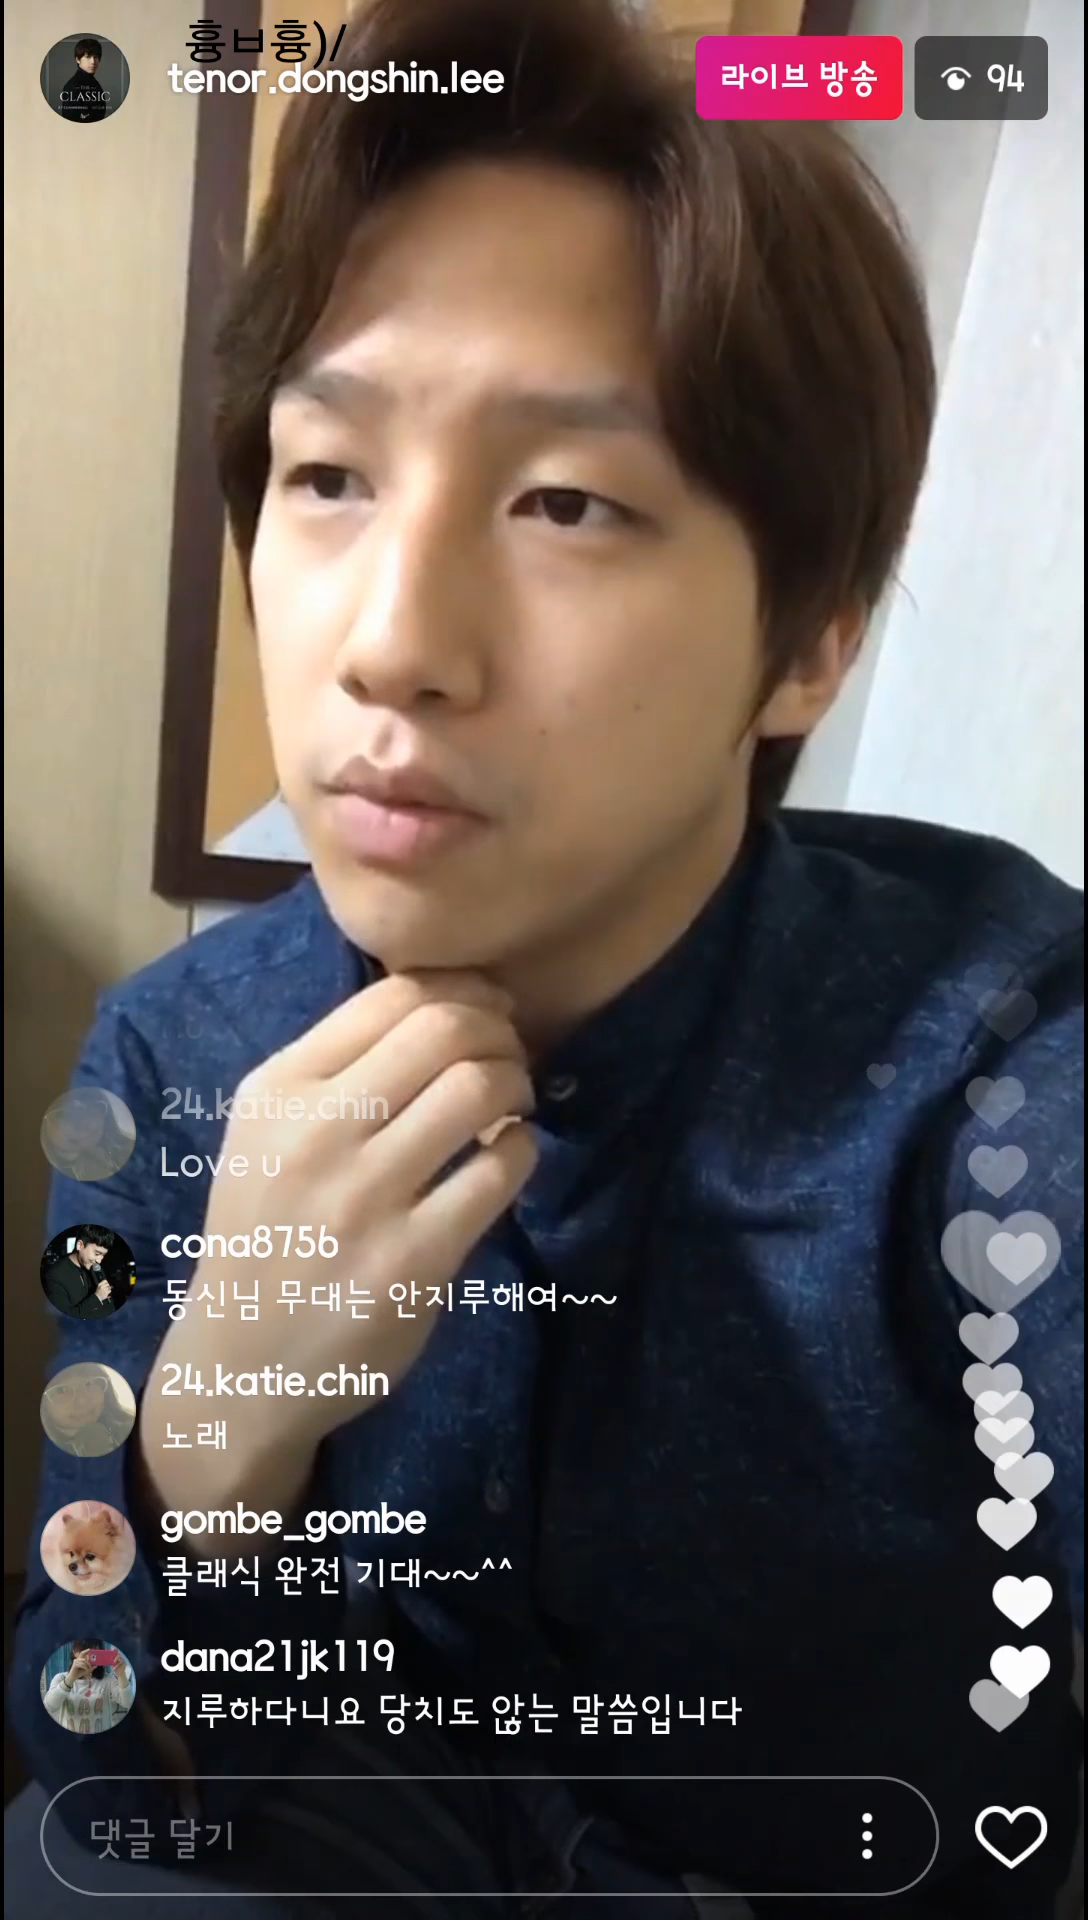 흉ㅂ흉)/
tenor.dongshin.lee
라이브 방송
94
CLASSIC
24.katie.chin
Love u
cona8756
동신님 무대는 안지루해여~~
24.katie.chin
노래
gombe_gombe
클래식 완전 기대~~^^
dana21jk119
지루하다니요 당치도 않는 말씀입니다
댓글 달기